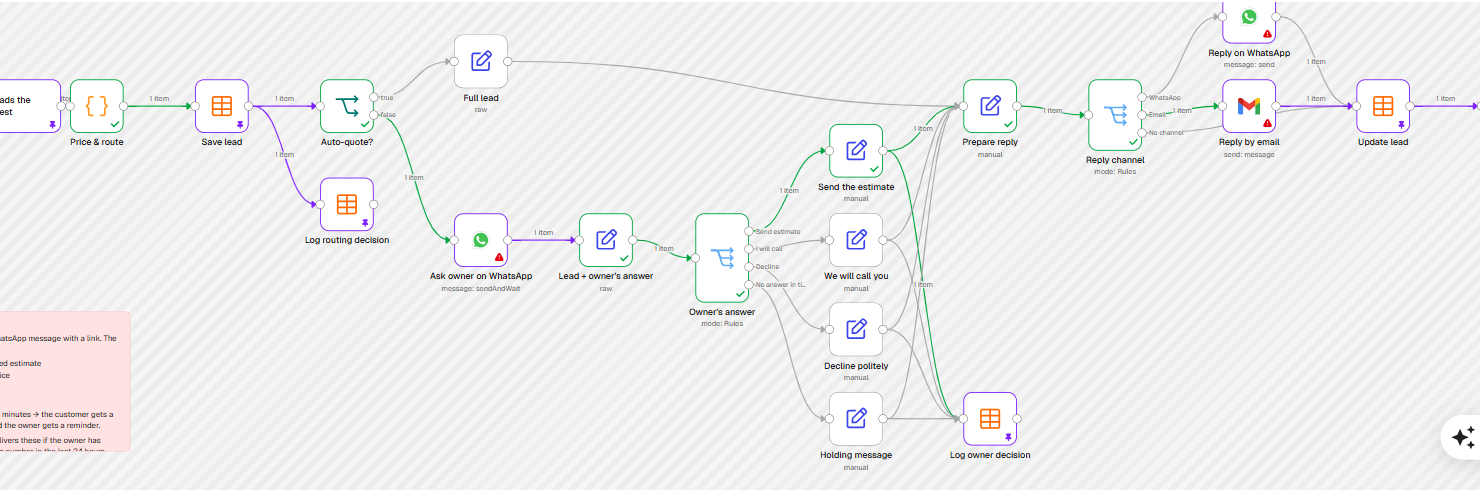 Reply on WhatsApp
message: send
1 item
Full lead
raw
true
false
ads the
est
1 item
1 item
1 item
1 item
WhatsApp
Email
1 item
No channel
1 item
1 item
Price & route
Save lead
Auto-quote?
1 item
Prepare reply
manual
Reply channel
mode: Rules
Reply by email
send: message
Update lead
1 item
1 item
1 item
Send the estimate
manual
Log routing decision
1 item
1 item
Send estimate
I will call
Decline
No answer in ti...
Ask owner on WhatsApp
message: sendAndWait
Lead + owner's answer
raw
Owner's answer
mode: Rules
We will call you
manual
1 item
Decline politely
manual
Holding message
manual
Log owner decision
hatsApp message with a link. The
ed estimate
ice
minutes → the customer gets a
d the owner gets a reminder.
livers these if the owner has